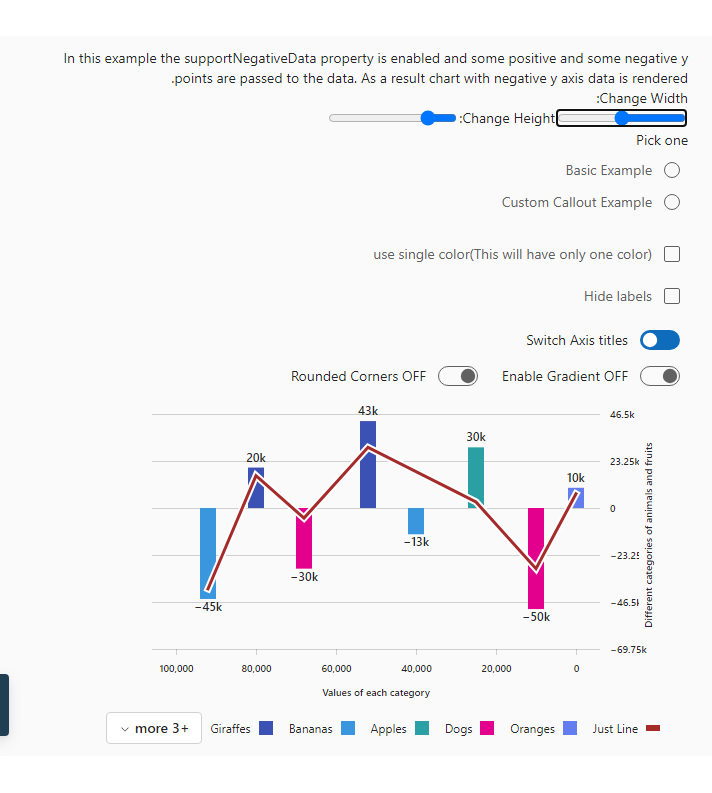 In this example the supportNegativeData property is enabled and some positive and some negative y
.points are passed to the data. As a result chart with negative y axis data is rendered
:Change Width
:Change Height
Pick one
Basic Example
Custom Callout Example
use single color(This will have only one color)
Hide labels
Switch Axis titles
Rounded Corners OFF
Enable Gradient OFF
43k
46.5k
30k
20k
23.25k
10k
0
−13k
−23.25
−30k
−45k
−46.5k
−50k
−69.75k
Different categories of animals and fruits
100,000
80,000
60,000
40,000
20,000
0
Values of each category
more 3+
Giraffes
Bananas
Apples
Dogs
Oranges
Just Line